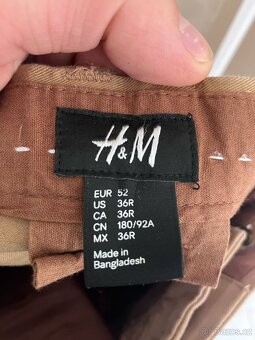 H&M
EUR 52
US 36R
CA 36R
CN 180/92A
MX 36R
Made in
Bangladesh